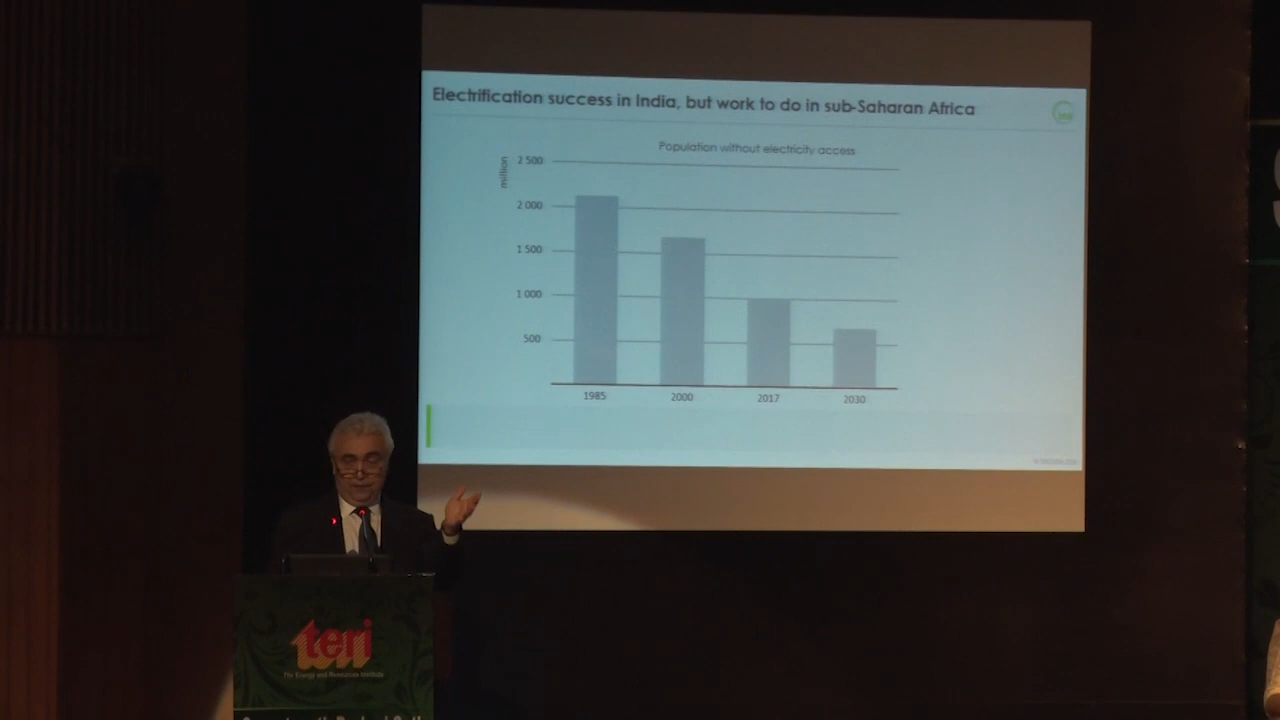 Electrification success in India, but work to do in sub-Saharan Africa
Population without electricity access
million
2 500
2 000
1 500
1 000
500
1985
2000
2017
2030
teri
The Energy and Resources Institute